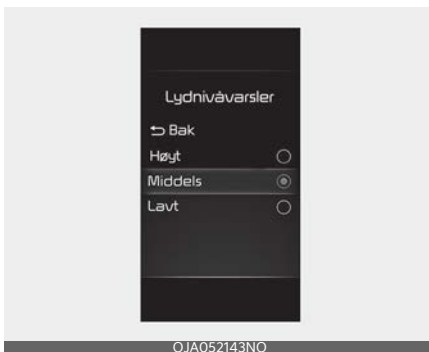 Lydnivåvarsler
⮌ Bak
Høyt
Middels
Lavt
OJA052143NO